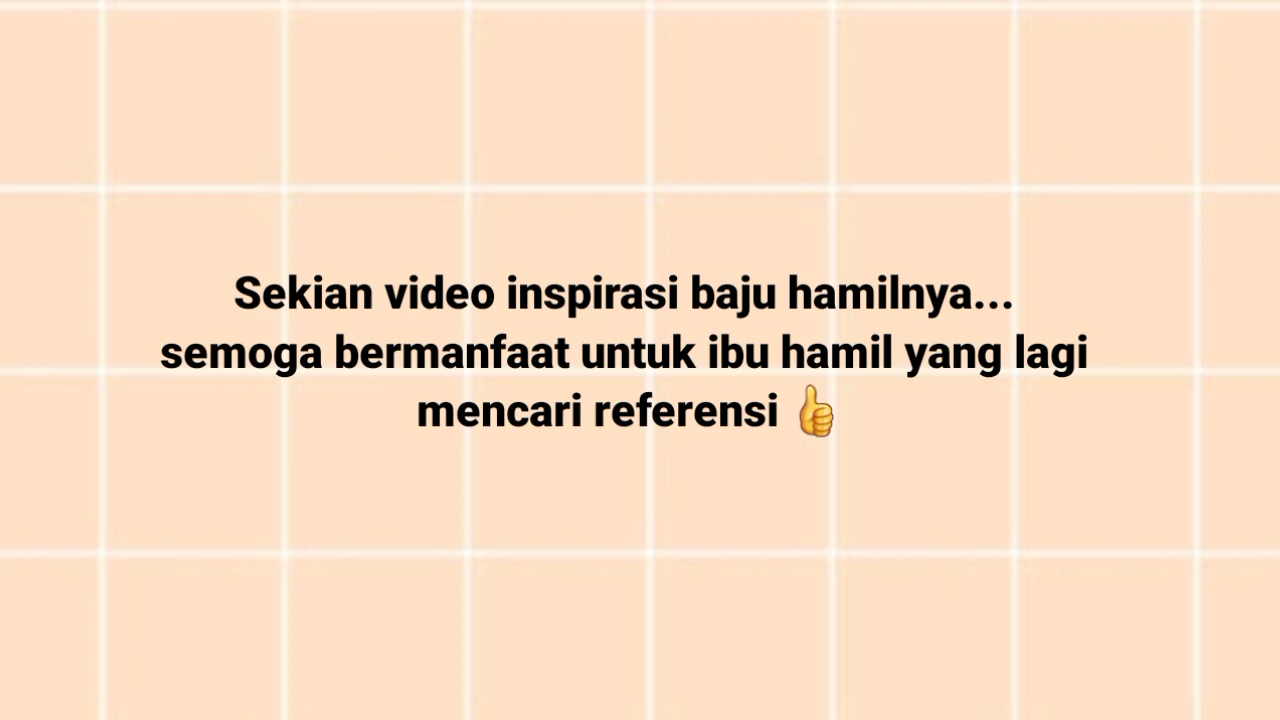 Sekian video inspirasi baju hamilnya...
semoga bermanfaat untuk ibu hamil yang lagi
mencari referensi 👍